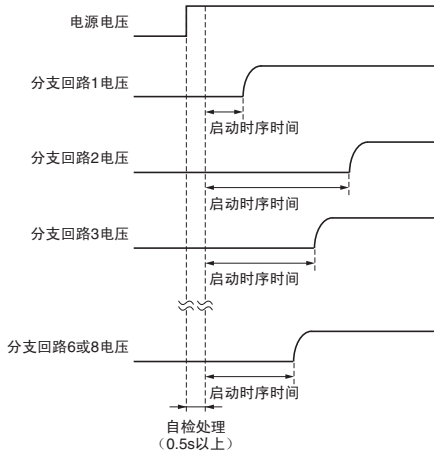 电源电压
分支回路1电压
启动时序时间
分支回路2电压
启动时序时间
分支回路3电压
启动时序时间
分支回路6或8电压
启动时序时间
自检处理
（0.5s以上）